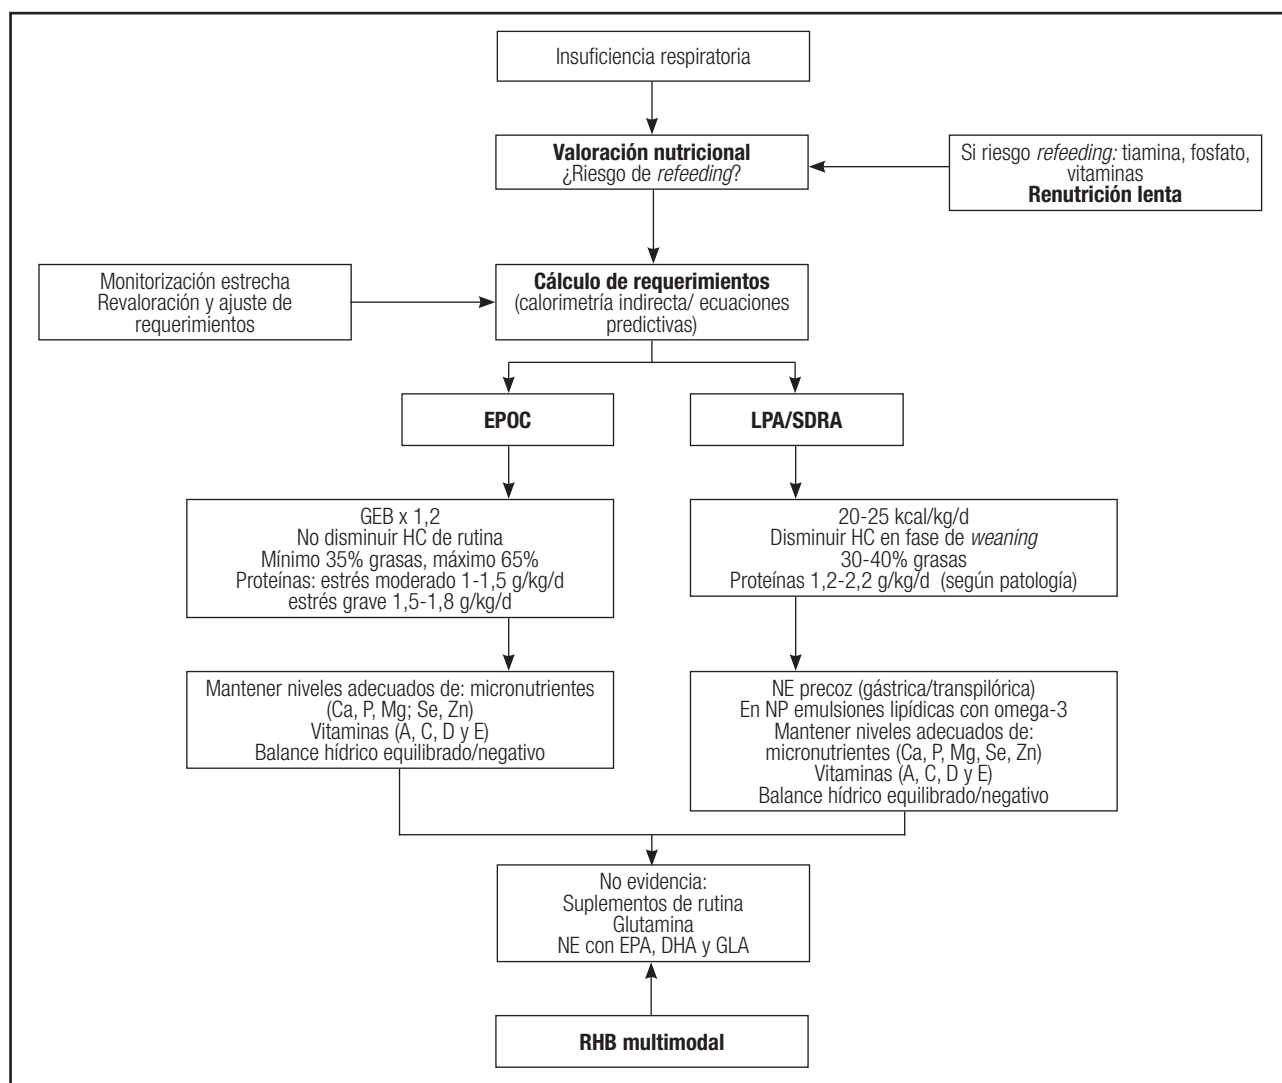 Insuficiencia respiratoria
Valoración nutricional
¿Riesgo de refeeding?
Si riesgo refeeding: tiamina, fosfato,
vitaminas
Renutrición lenta
Monitorización estrecha
Revaloración y ajuste de
requerimientos
Cálculo de requerimientos
(calorimetría indirecta/ ecuaciones
predictivas)
EPOC
LPA/SDRA
GEB x 1,2
No disminuir HC de rutina
Mínimo 35% grasas, máximo 65%
Proteínas: estrés moderado 1-1,5 g/kg/d
estrés grave 1,5-1,8 g/kg/d
20-25 kcal/kg/d
Disminuir HC en fase de weaning
30-40% grasas
Proteínas 1,2-2,2 g/kg/d (según patología)
Mantener niveles adecuados de: micronutrientes
(Ca, P, Mg; Se, Zn)
Vitaminas (A, C, D y E)
Balance hídrico equilibrado/negativo
NE precoz (gástrica/transpilórica)
En NP emulsiones lipídicas con omega-3
Mantener niveles adecuados de:
micronutrientes (Ca, P, Mg, Se, Zn)
Vitaminas (A, C, D y E)
Balance hídrico equilibrado/negativo
No evidencia:
Suplementos de rutina
Glutamina
NE con EPA, DHA y GLA
RHB multimodal